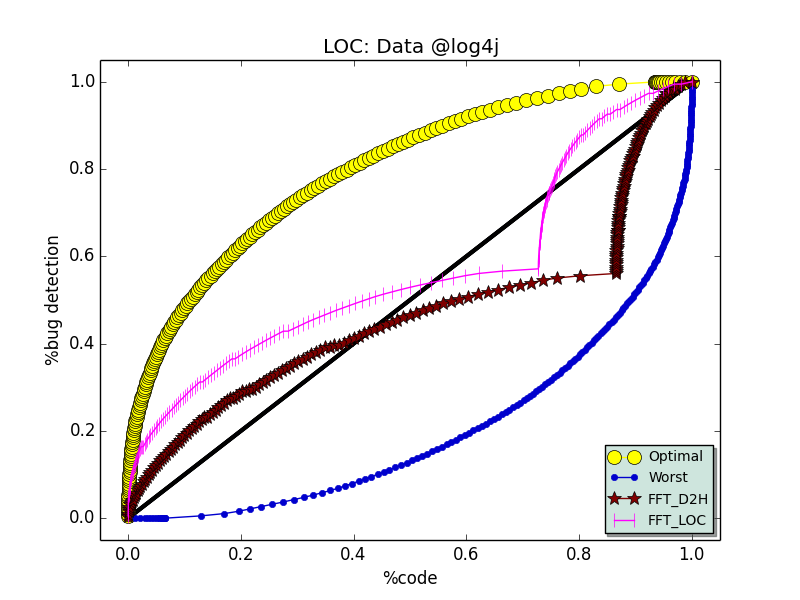 LOC: Data @log4j
1.0
0.8
0.6
0.4
0.2
0.0
%bug detection
0.0 0.2 0.4 0.6 0.8 1.0
%code
Optimal
Worst
FFT_D2H
FFT_LOC